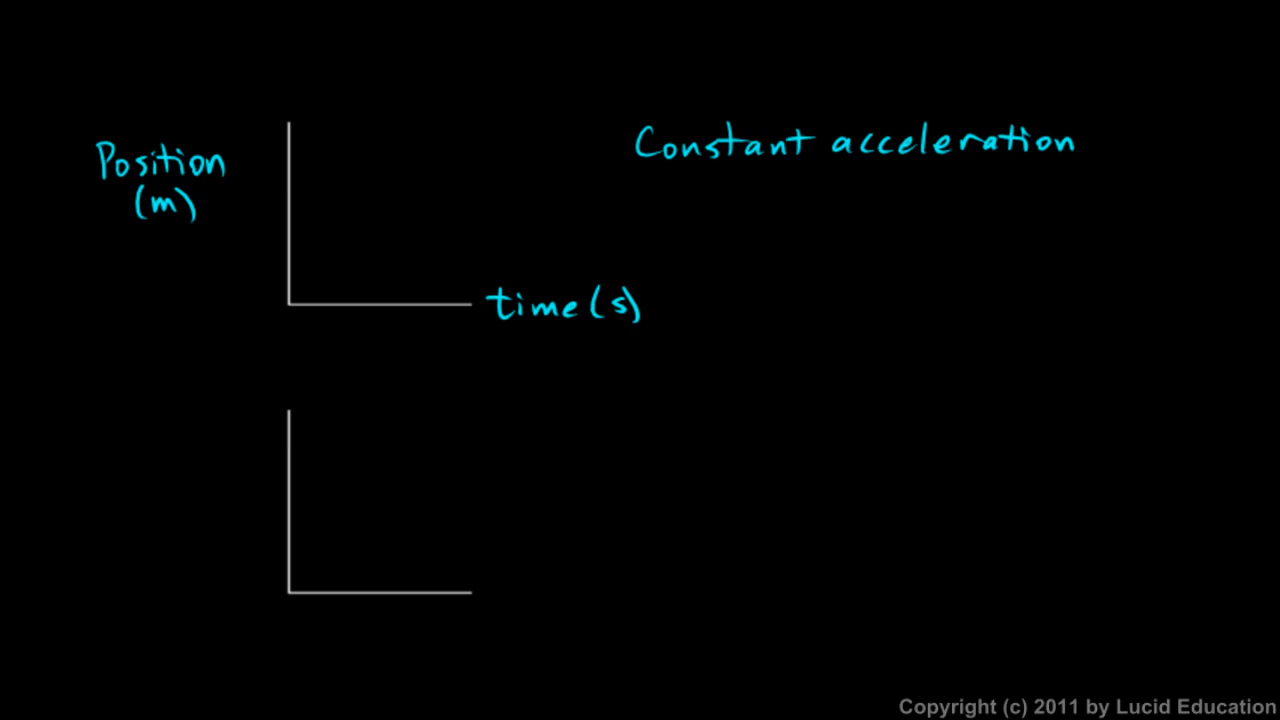 Constant acceleration
Position
(m)
time (s)
Copyright (c) 2011 by Lucid Education